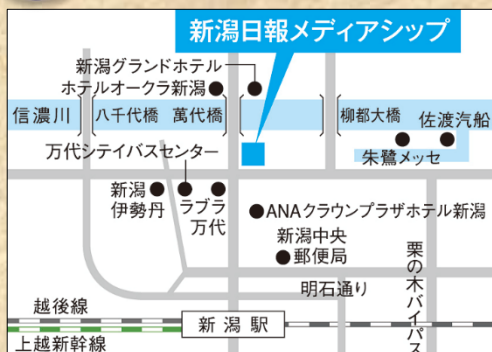 新潟日報メディアシップ
新潟グランドホテル
ホテルオークラ新潟
信濃川
八千代橋
萬代橋
柳都大橋
佐渡汽船
朱鷺メッセ
万代シテイバスセンター
新潟
伊勢丹
ラブラ
万代
ANAクラウンプラザホテル新潟
新潟中央
郵便局
明石通り
栗の木バイパス
越後線
新潟駅
上越新幹線